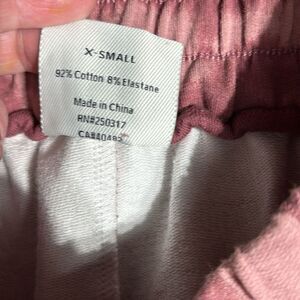 X-SMALL
92% Cotton 8% Elastane
Made in China
RN#250317